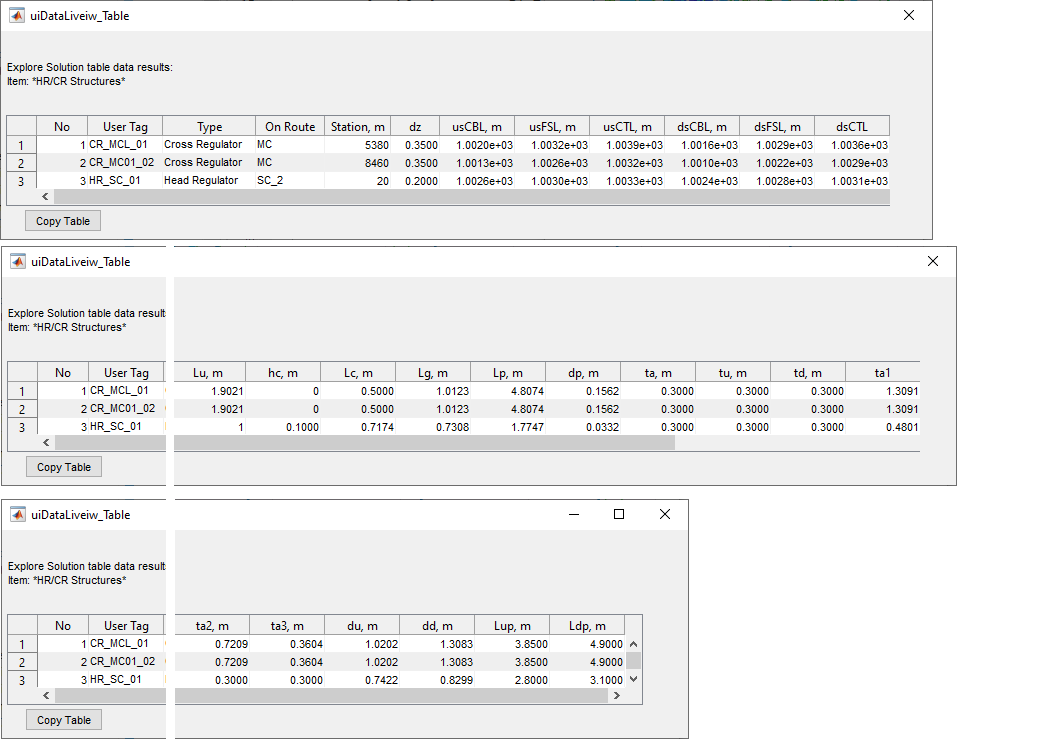 uiDataLiveiw_Table
Explore Solution table data results:
Item: *HR/CR Structures*
No User Tag Type On Route Station, m dz usCBL, m usFSL, m usCTL, m dsCBL, m dsFSL, m dsCTL
1 1 CR_MCL_01 Cross Regulator MC 5380 0.3500 1.0020e+03 1.0032e+03 1.0039e+03 1.0016e+03 1.0029e+03 1.0036e+03
2 2 CR_MC01_02 Cross Regulator MC 8460 0.3500 1.0013e+03 1.0026e+03 1.0032e+03 1.0010e+03 1.0022e+03 1.0029e+03
3 3 HR_SC_01 Head Regulator SC_2 20 0.2000 1.0026e+03 1.0030e+03 1.0033e+03 1.0024e+03 1.0028e+03 1.0031e+03
Copy Table
uiDataLiveiw_Table
Explore Solution table data result
Item: *HR/CR Structures*
No User Tag Lu, m hc, m Lc, m Lg, m Lp, m dp, m ta, m tu, m td, m ta1
1 1 CR_MCL_01 1.9021 0 0.5000 1.0123 4.8074 0.1562 0.3000 0.3000 0.3000 1.3091
2 2 CR_MC01_02 1.9021 0 0.5000 1.0123 4.8074 0.1562 0.3000 0.3000 0.3000 1.3091
3 3 HR_SC_01 1 0.1000 0.7174 0.7308 1.7747 0.0332 0.3000 0.3000 0.3000 0.4801
Copy Table
uiDataLiveiw_Table
Explore Solution table data result
Item: *HR/CR Structures*
No User Tag ta2, m ta3, m du, m dd, m Lup, m Ldp, m
1 1 CR_MCL_01 0.7209 0.3604 1.0202 1.3083 3.8500 4.9000
2 2 CR_MC01_02 0.7209 0.3604 1.0202 1.3083 3.8500 4.9000
3 3 HR_SC_01 0.3000 0.3000 0.7422 0.8299 2.8000 3.1000
Copy Table